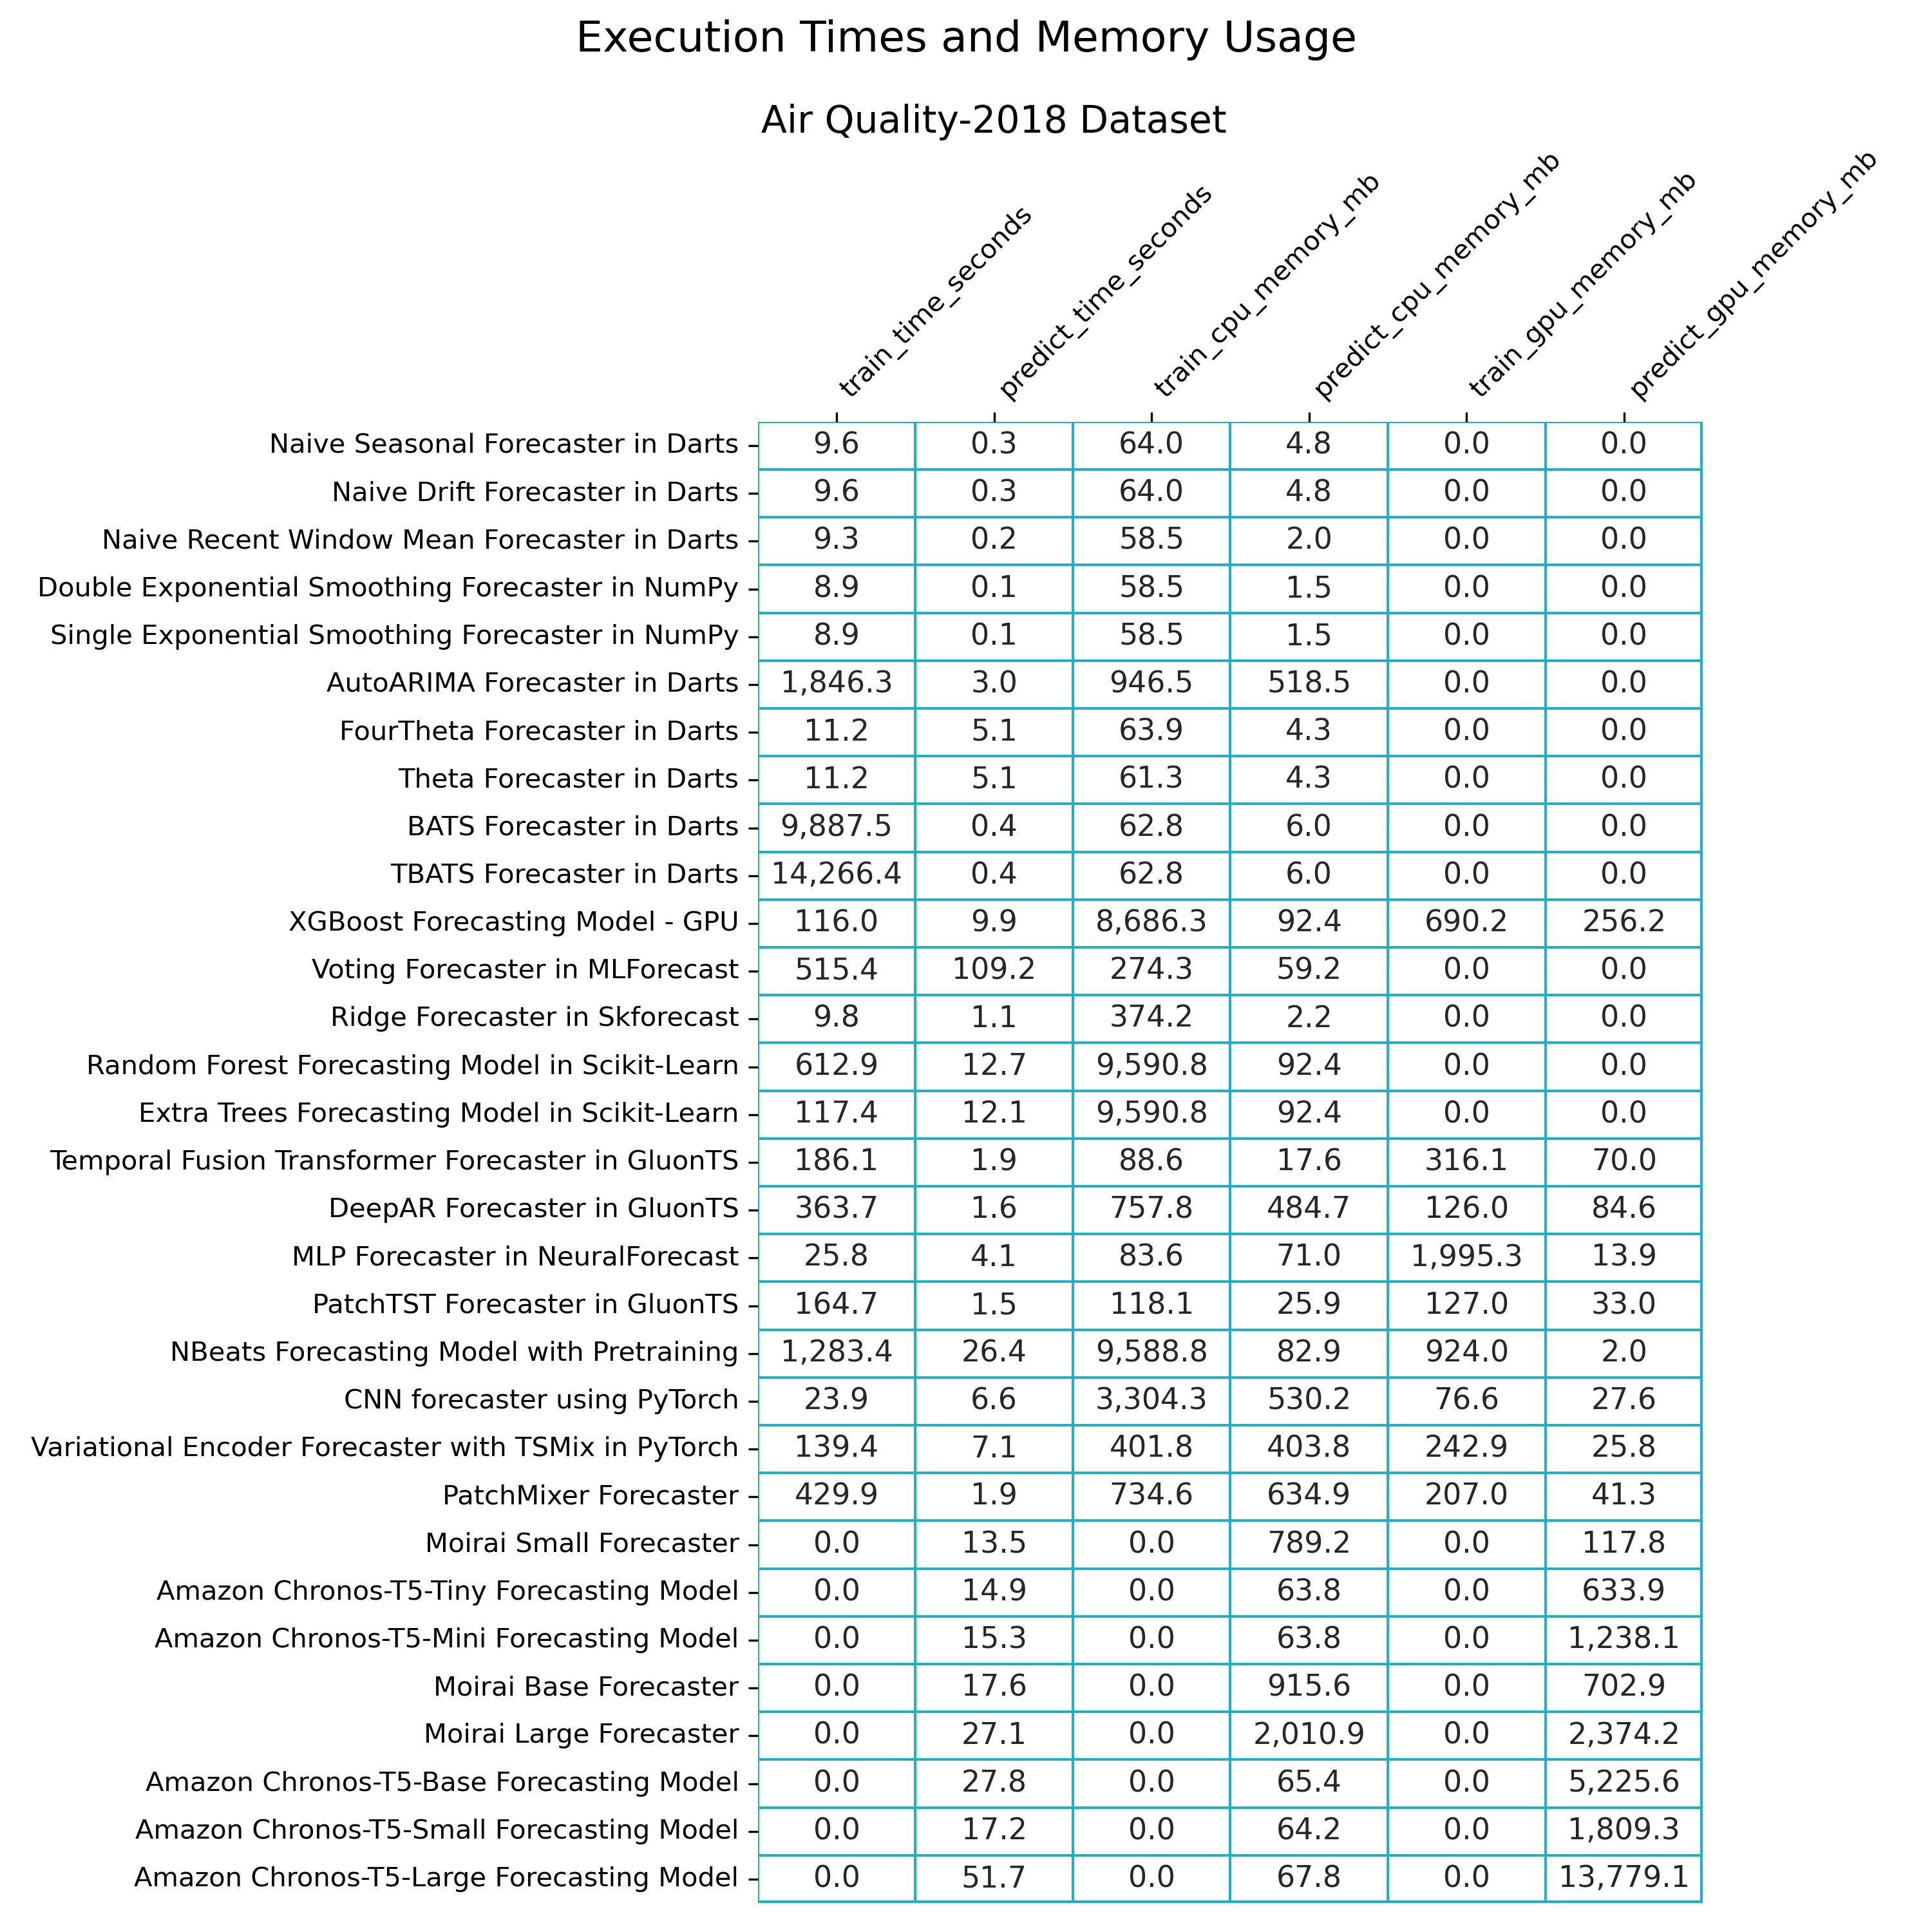 Execution Times and Memory Usage
Air Quality-2018 Dataset
train_time_seconds predict_time_seconds train_cpu_memory_mb predict_cpu_memory_mb train_gpu_memory_mb predict_gpu_memory_mb
Naive Seasonal Forecaster in Darts 9.6 0.3 64.0 4.8 0.0 0.0
Naive Drift Forecaster in Darts 9.6 0.3 64.0 4.8 0.0 0.0
Naive Recent Window Mean Forecaster in Darts 9.3 0.2 58.5 2.0 0.0 0.0
Double Exponential Smoothing Forecaster in NumPy 8.9 0.1 58.5 1.5 0.0 0.0
Single Exponential Smoothing Forecaster in NumPy 8.9 0.1 58.5 1.5 0.0 0.0
AutoARIMA Forecaster in Darts 1,846.3 3.0 946.5 518.5 0.0 0.0
FourTheta Forecaster in Darts 11.2 5.1 63.9 4.3 0.0 0.0
Theta Forecaster in Darts 11.2 5.1 61.3 4.3 0.0 0.0
BATS Forecaster in Darts 9,887.5 0.4 62.8 6.0 0.0 0.0
TBATS Forecaster in Darts 14,266.4 0.4 62.8 6.0 0.0 0.0
XGBoost Forecasting Model - GPU 116.0 9.9 8,686.3 92.4 690.2 256.2
Voting Forecaster in MLForecast 515.4 109.2 274.3 59.2 0.0 0.0
Ridge Forecaster in Skforecast 9.8 1.1 374.2 2.2 0.0 0.0
Random Forest Forecasting Model in Scikit-Learn 612.9 12.7 9,590.8 92.4 0.0 0.0
Extra Trees Forecasting Model in Scikit-Learn 117.4 12.1 9,590.8 92.4 0.0 0.0
Temporal Fusion Transformer Forecaster in GluonTS 186.1 1.9 88.6 17.6 316.1 70.0
DeepAR Forecaster in GluonTS 363.7 1.6 757.8 484.7 126.0 84.6
MLP Forecaster in NeuralForecast 25.8 4.1 83.6 71.0 1,995.3 13.9
PatchTST Forecaster in GluonTS 164.7 1.5 118.1 25.9 127.0 33.0
NBeats Forecasting Model with Pretraining 1,283.4 26.4 9,588.8 82.9 924.0 2.0
CNN forecaster using PyTorch 23.9 6.6 3,304.3 530.2 76.6 27.6
Variational Encoder Forecaster with TSMix in PyTorch 139.4 7.1 401.8 403.8 242.9 25.8
PatchMixer Forecaster 429.9 1.9 734.6 634.9 207.0 41.3
Moirai Small Forecaster 0.0 13.5 0.0 789.2 0.0 117.8
Amazon Chronos-T5-Tiny Forecasting Model 0.0 14.9 0.0 63.8 0.0 633.9
Amazon Chronos-T5-Mini Forecasting Model 0.0 15.3 0.0 63.8 0.0 1,238.1
Moirai Base Forecaster 0.0 17.6 0.0 915.6 0.0 702.9
Moirai Large Forecaster 0.0 27.1 0.0 2,010.9 0.0 2,374.2
Amazon Chronos-T5-Base Forecasting Model 0.0 27.8 0.0 65.4 0.0 5,225.6
Amazon Chronos-T5-Small Forecasting Model 0.0 17.2 0.0 64.2 0.0 1,809.3
Amazon Chronos-T5-Large Forecasting Model 0.0 51.7 0.0 67.8 0.0 13,779.1